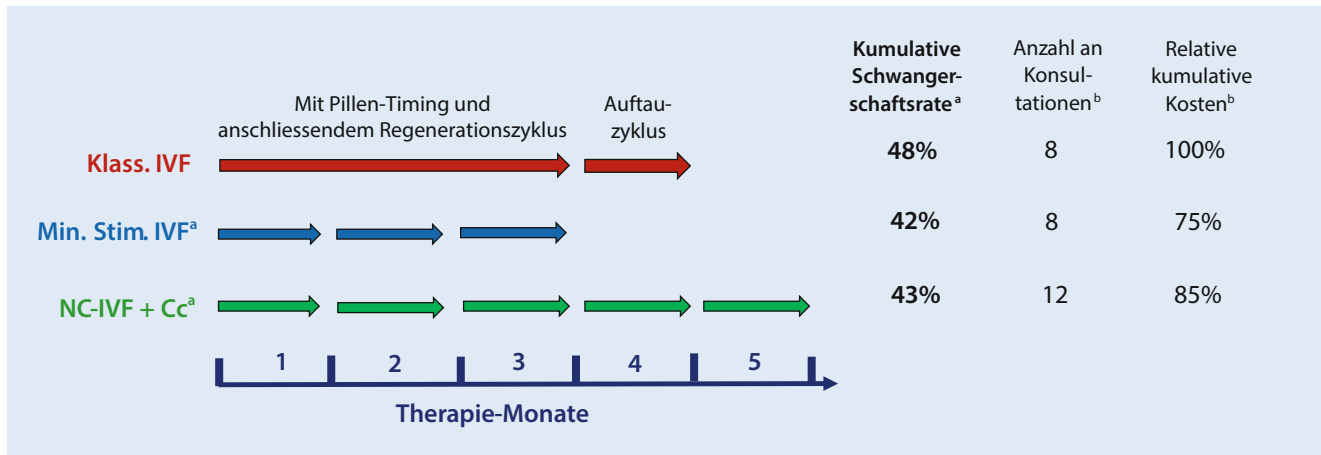 Kumulative
Schwanger-
schaftsrate a
Anzahl an
Konsul-
tationen b
Relative
kumulative
Kosten b
Mit Pillen-Timing und
anschliessendem Regenerationszyklus
Auftau-
zyklus
Klass. IVF
48%
8
100%
Min. Stim. IVF a
42%
8
75%
NC-IVF + Cc a
43%
12
85%
1 2 3 4 5
Therapie-Monate